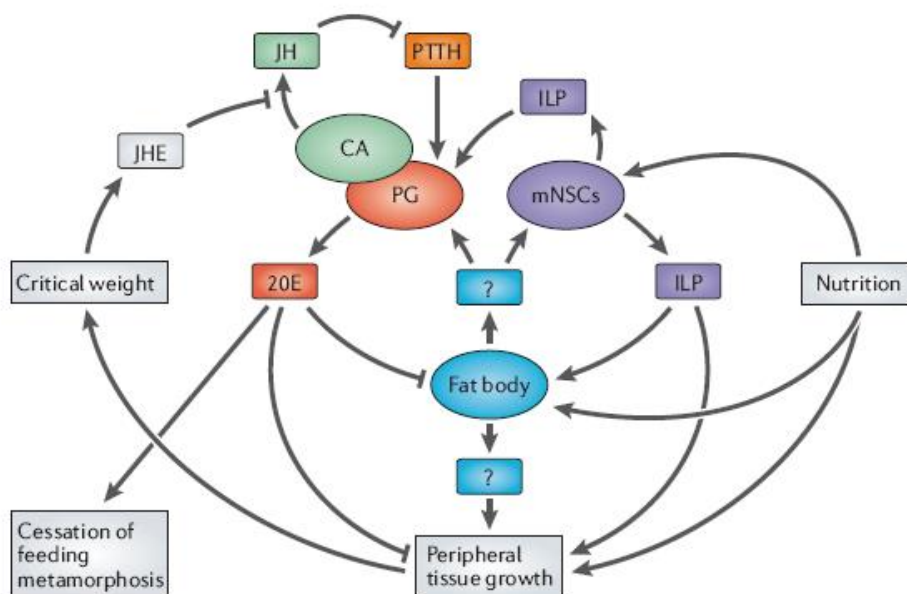 JH
PTTH
ILP
JHE
CA
PG
mNSCs
Critical weight
20E
?
ILP
Nutrition
Fat body
?
Cessation of
feeding
metamorphosis
Peripheral
tissue growth